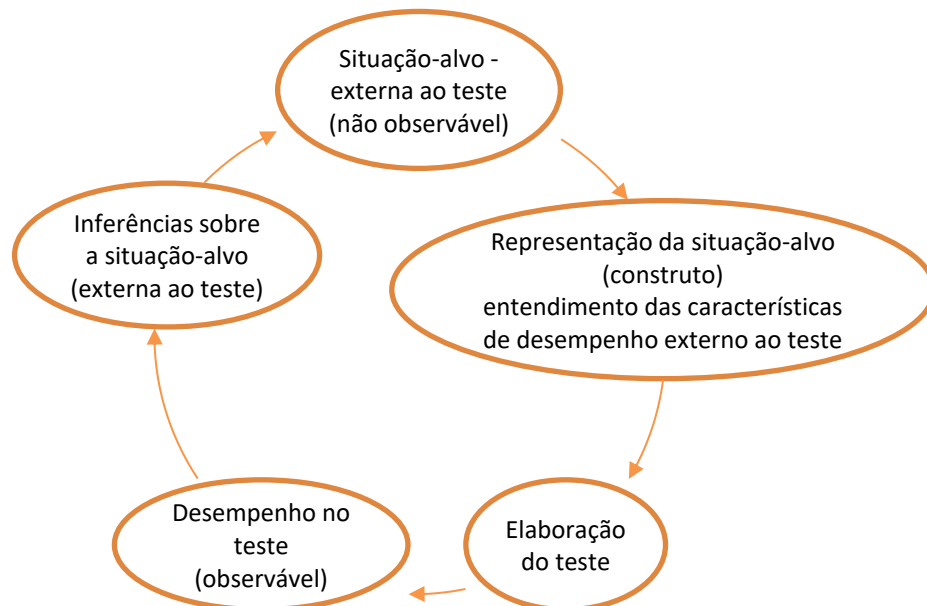 Situação-alvo -
externa ao teste
(não observável)
Representação da situação-alvo
(construto)
entendimento das características
de desempenho externo ao teste
Elaboração
do teste
Desempenho no
teste
(observável)
Inferências sobre
a situação-alvo
(externa ao teste)